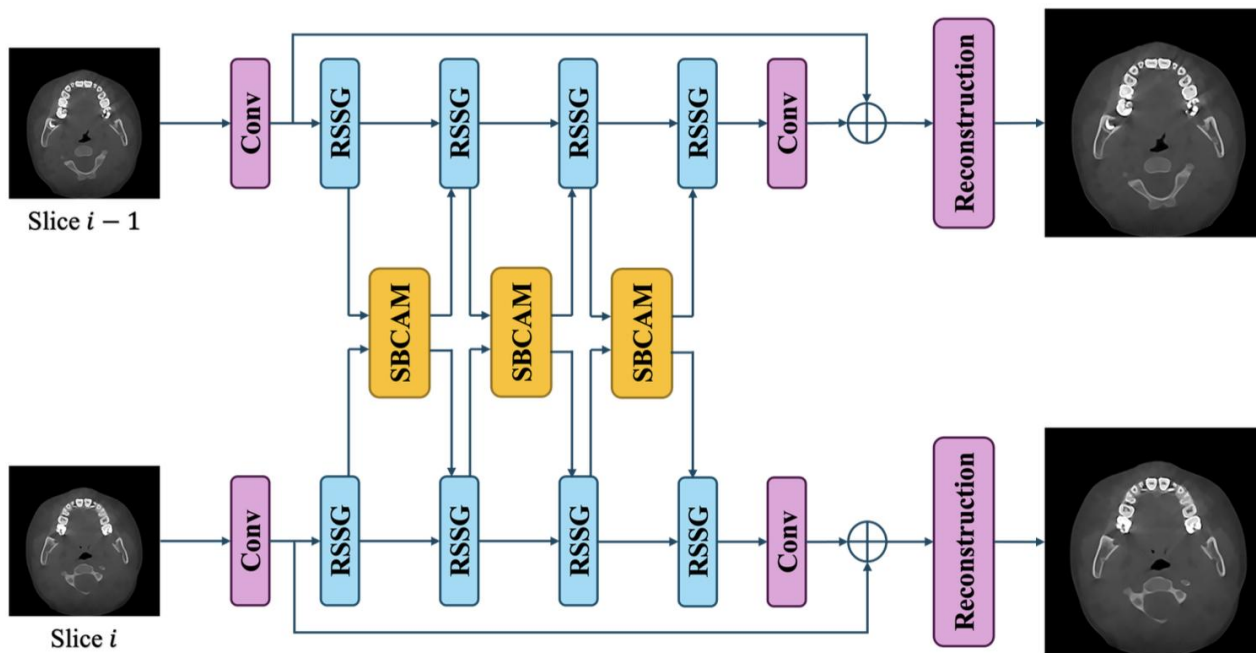 Conv
RSSG
RSSG
RSSG
RSSG
Conv
Reconstruction
Slice i − 1
SBCAM
SBCAM
SBCAM
Conv
RSSG
RSSG
RSSG
RSSG
Conv
Reconstruction
Slice i